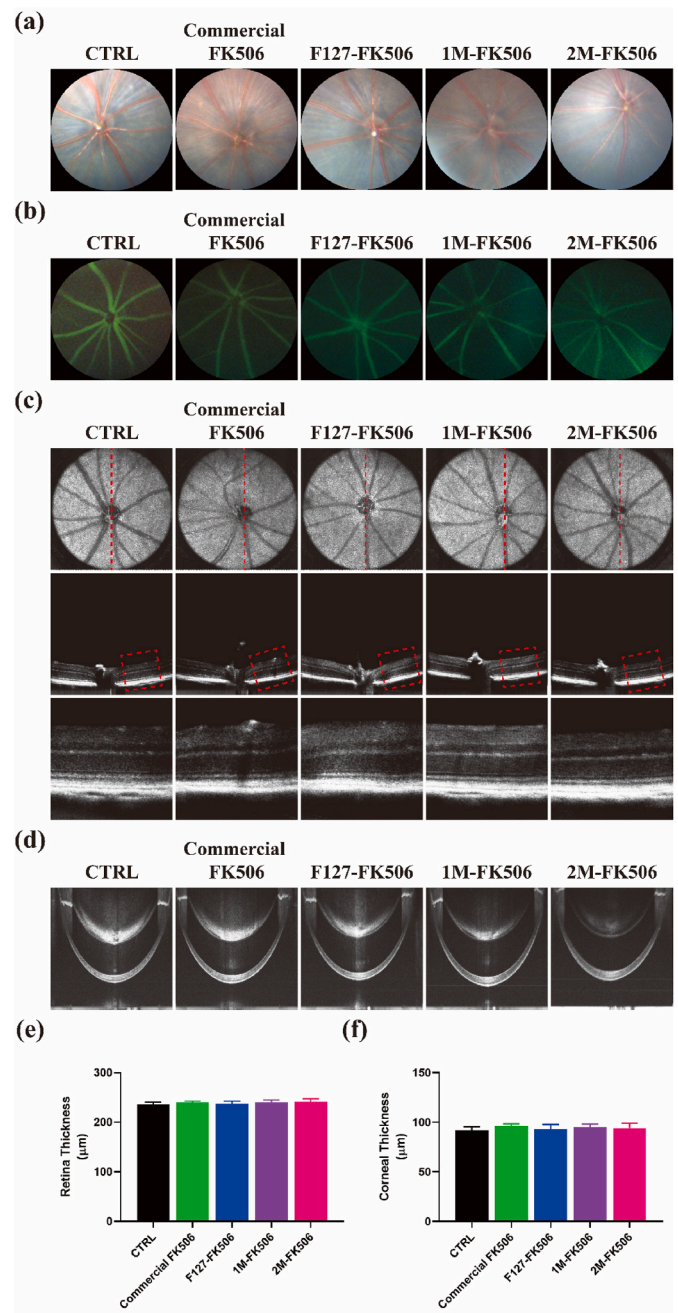 (a)
CTRL
Commercial
FK506
F127-FK506
1M-FK506
2M-FK506
(b)
CTRL
Commercial
FK506
F127-FK506
1M-FK506
2M-FK506
(c)
CTRL
Commercial
FK506
F127-FK506
1M-FK506
2M-FK506
(d)
CTRL
Commercial
FK506
F127-FK506
1M-FK506
2M-FK506
(e)
Retina Thickness
(μm)
300
200
100
0
CTRL
Commercial FK506
F127-FK506
1M-FK506
2M-FK506
(f)
Corneal Thickness
(μm)
150
100
50
0
CTRL
Commercial FK506
F127-FK506
1M-FK506
2M-FK506